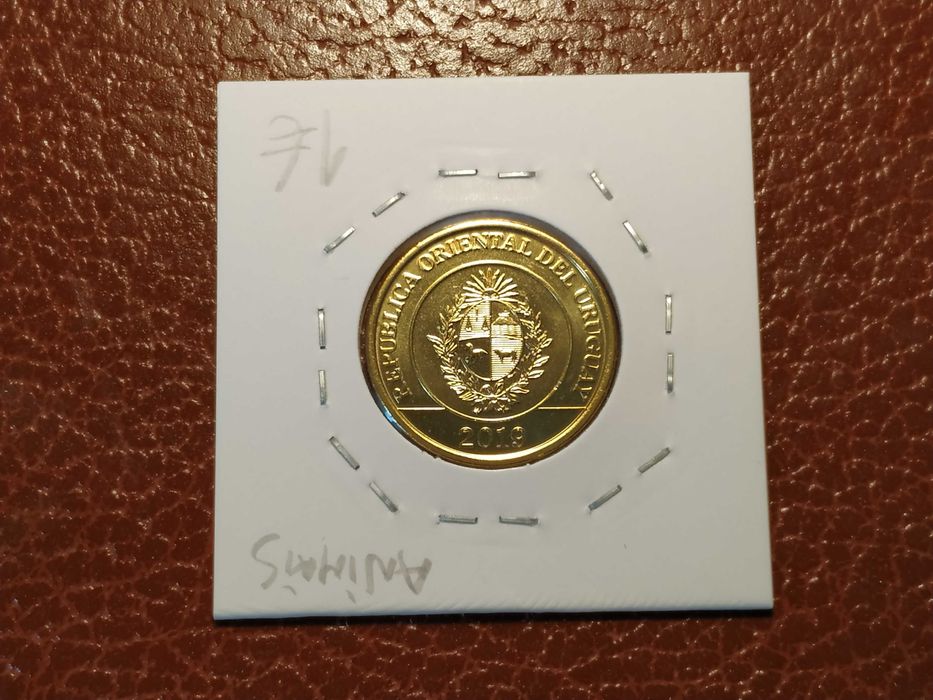 1€
REPUBLICA ORIENTAL DEL URUGUAY
2019
ANiMAiS